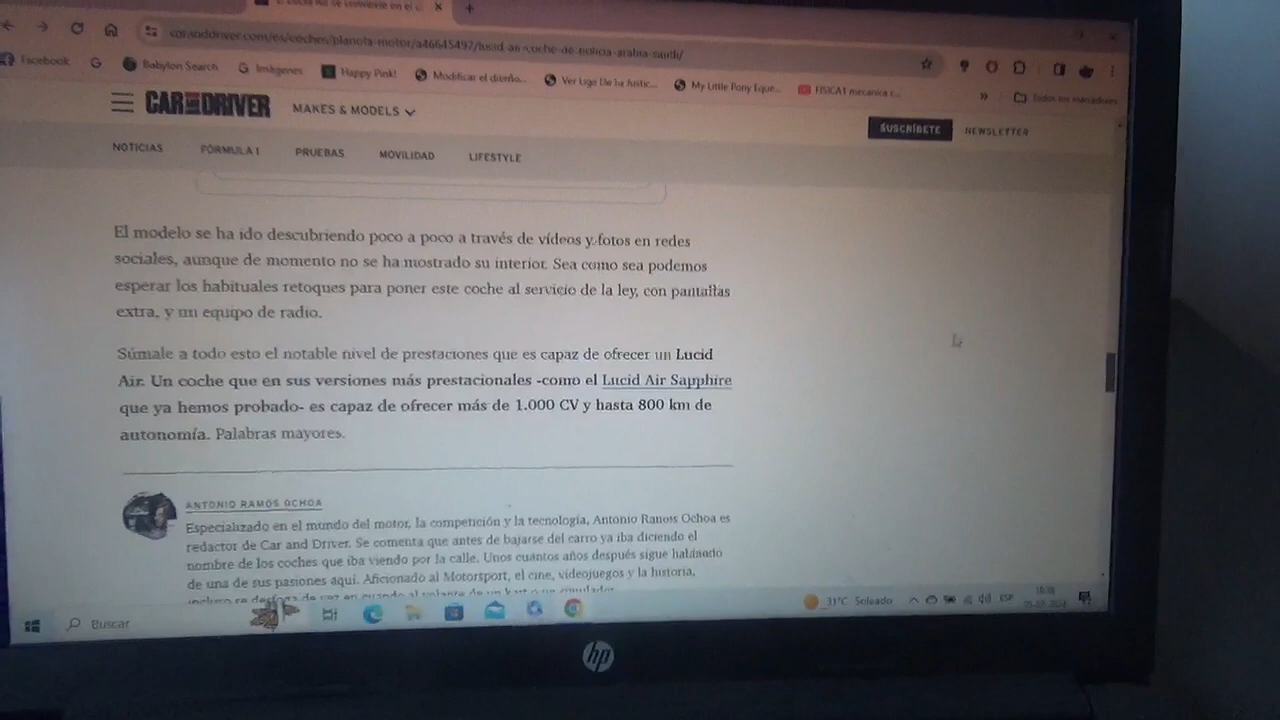 caranddriver.com/es/coches/planeta-motor/a46645497/lucid-air-coche-de-policia-arabia-saudi/
Facebook
Babylon Search
Imágenes
Happy Pink!
Modificar el diseño...
Ver Liga De la Justic...
My Little Pony Eque...
FISICA1 mecanica c...
»
Todos los marcadores
CAR AND DRIVER
MAKES & MODELS
SUSCRÍBETE
NEWSLETTER
NOTICIAS
FÓRMULA 1
PRUEBAS
MOVILIDAD
LIFESTYLE
El modelo se ha ido descubriendo poco a poco a través de vídeos y fotos en redes
sociales, aunque de momento no se ha mostrado su interior. Sea como sea podemos
esperar los habituales retoques para poner este coche al servicio de la ley, con pantallas
extra, y un equipo de radio.
Súmale a todo esto el notable nivel de prestaciones que es capaz de ofrecer un Lucid
Air. Un coche que en sus versiones más prestacionales -como el Lucid Air Sapphire
que ya hemos probado- es capaz de ofrecer más de 1.000 CV y hasta 800 km de
autonomía. Palabras mayores.
ANTONIO RAMOS OCHOA
Especializado en el mundo del motor, la competición y la tecnología, Antonio Ramos Ochoa es
redactor de Car and Driver. Se comenta que antes de bajarse del carro ya iba diciendo el
nombre de los coches que iba viendo por la calle. Unos cuantos años después sigue hablando
de una de sus pasiones aquí. Aficionado al Motorsport, el cine, videojuegos y la historia,
Buscar
31°C Soleado
ESP
hp